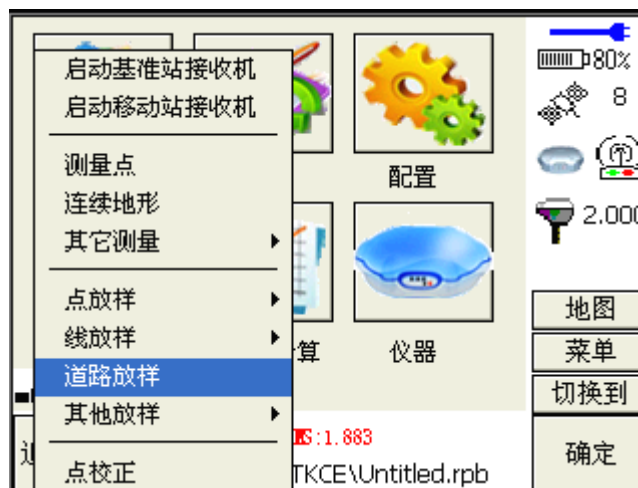 启动基准站接收机
启动移动站接收机
测量点
连续地形
其它测量
点放样
线放样
道路放样
其他放样
点校正
配置
算
仪器
80%
8
2.000
地图
菜单
切换到
确定
S:1.883
TKCE\Untitled.rpb